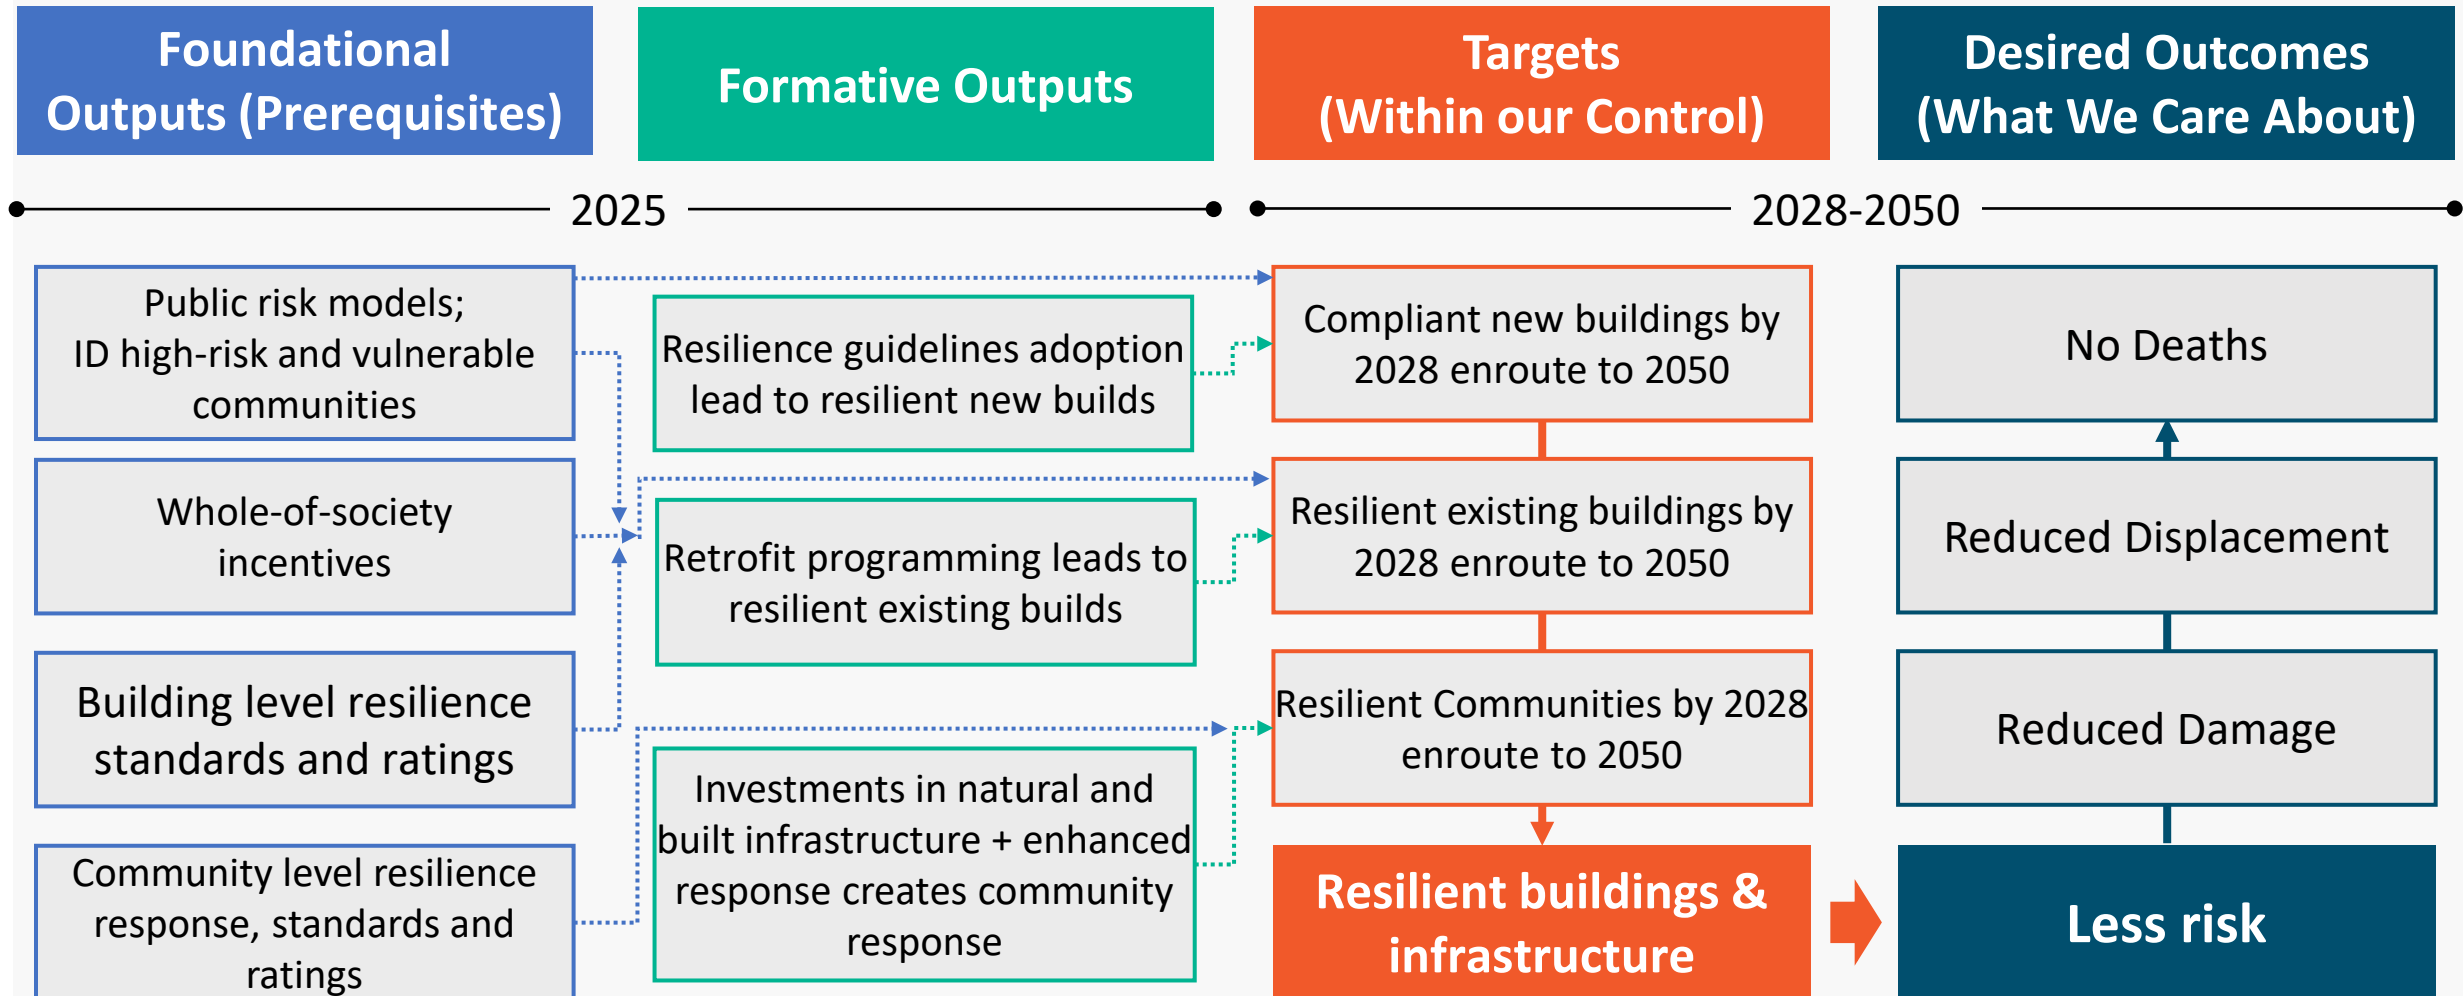 Foundational
Outputs (Prerequisites)
Formative Outputs
Targets
(Within our Control)
Desired Outcomes
(What We Care About)
2025
2028-2050
Public risk models;
ID high-risk and vulnerable
communities
Whole-of-society
incentives
Building level resilience
standards and ratings
Community level resilience
response, standards and
ratings
Resilience guidelines adoption
lead to resilient new builds
Retrofit programming leads to
resilient existing builds
Investments in natural and
built infrastructure + enhanced
response creates community
response
Compliant new buildings by
2028 enroute to 2050
Resilient existing buildings by
2028 enroute to 2050
Resilient Communities by 2028
enroute to 2050
Resilient buildings &
infrastructure
No Deaths
Reduced Displacement
Reduced Damage
Less risk